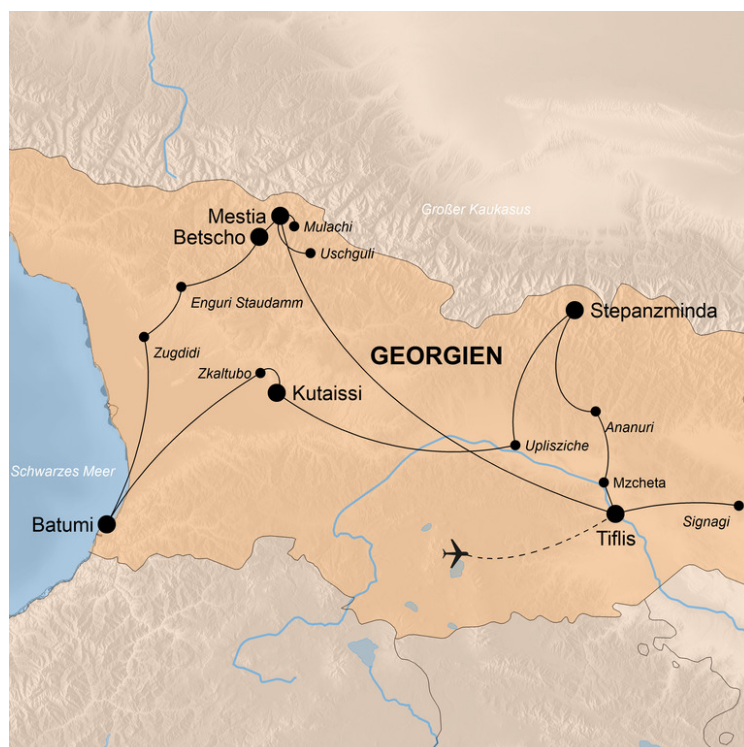 Großer Kaukasus
Mestia
Mulachi
Betscho
Uschguli
Enguri Staudamm
Stepanzminda
Zugdidi
GEORGIEN
Zkaltubo
Kutaissi
Ananuri
Uplisziche
Schwarzes Meer
Mzcheta
Batumi
Signagi
Tiflis